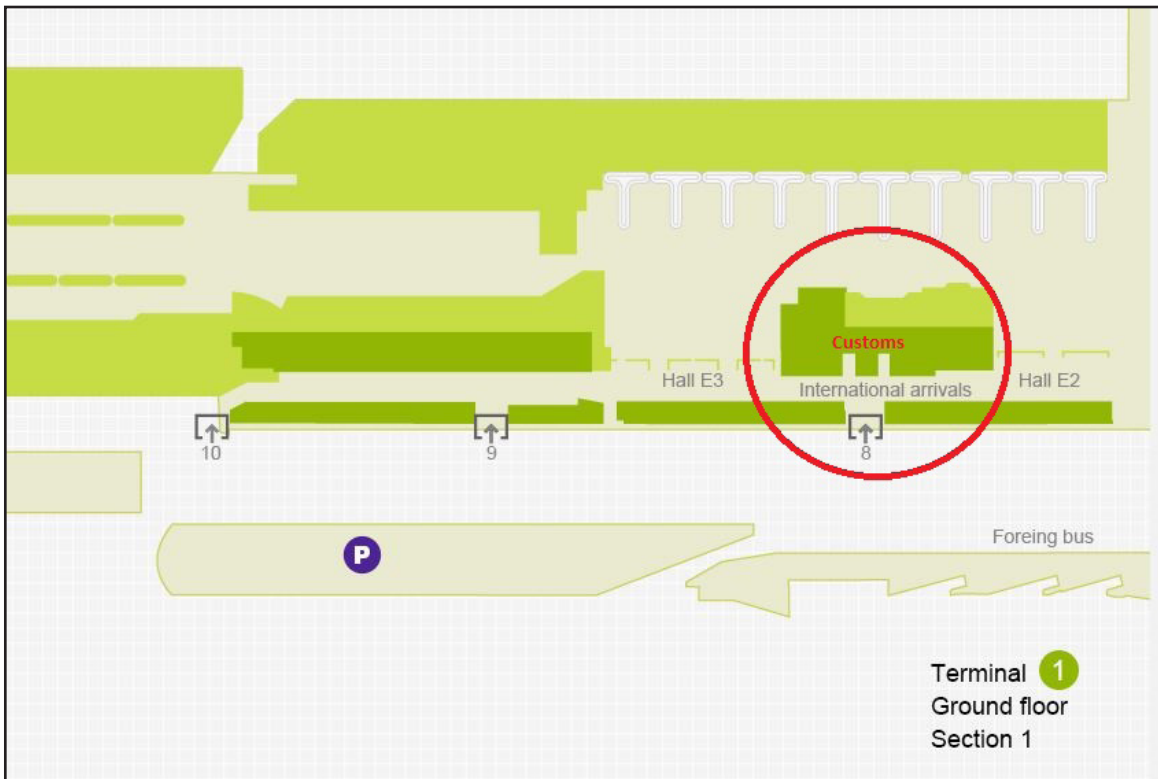 Customs
Hall E3
International arrivals
Hall E2
10
9
8
P
Foreing bus
Terminal 1
Ground floor
Section 1